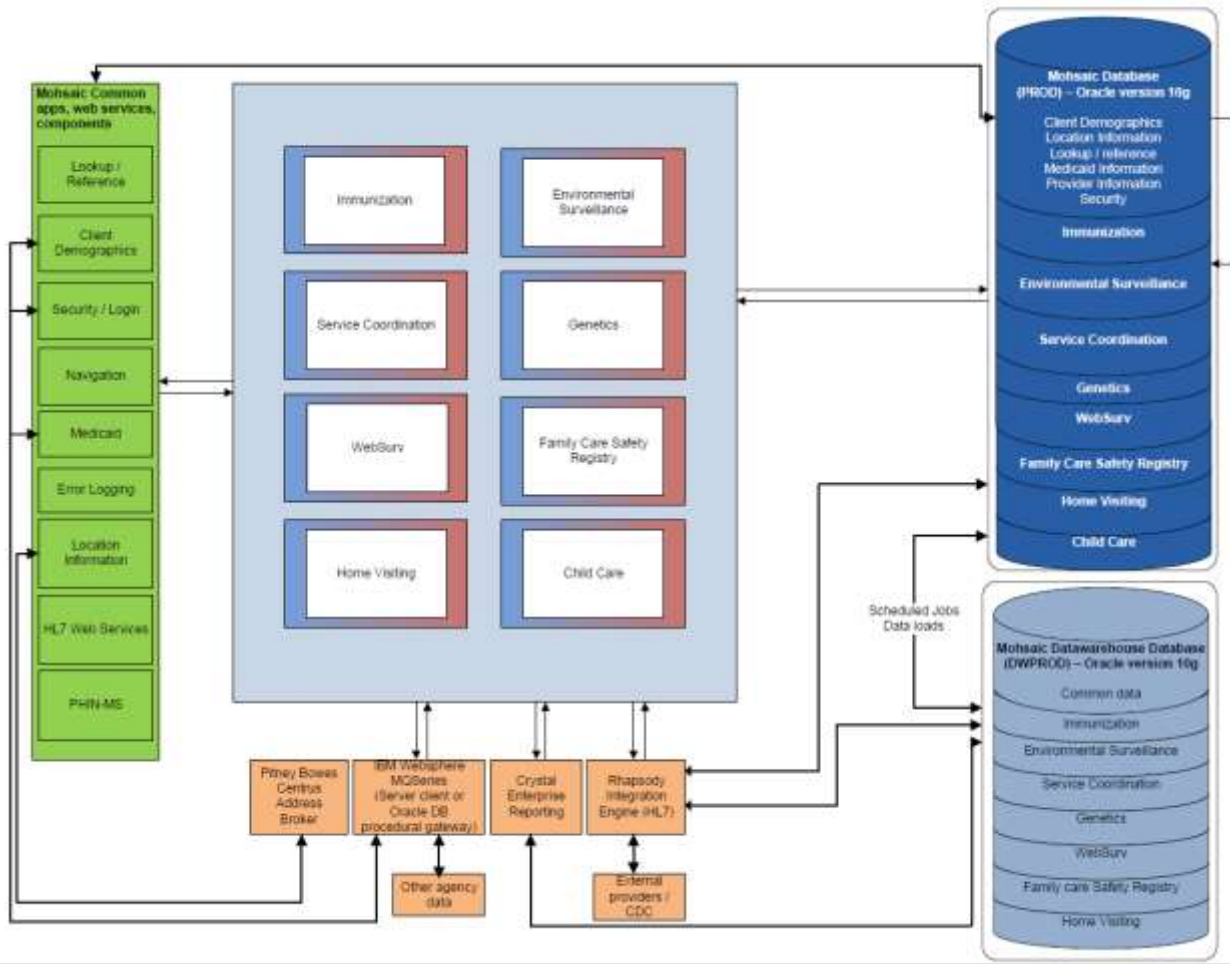 Mohsaic Common
apps, web services,
components
Lookup /
Reference
Client
Demographics
Security / Login
Navigation
Medicaid
Error Logging
Location
Information
HL7 Web Services
PHIN-MS
Immunization
Environmental
Surveillance
Service Coordination
Genetics
WebSurv
Family Care Safety
Registry
Home Visiting
Child Care
Pitney Bowes
Centrus
Address
Broker
IBM Websphere
MQSeries
(Server client or
Oracle DB
procedural gateway)
Crystal
Enterprise
Reporting
Rhapsody
Integration
Engine (HL7)
Other agency
data
External
providers /
CDC
Mohsaic Database
(PROD) – Oracle version 10g
Client Demographics
Location Information
Lookup / reference
Medicaid Information
Provider Information
Security
Immunization
Environmental Surveillance
Service Coordination
Genetics
WebSurv
Family Care Safety Registry
Home Visiting
Child Care
Scheduled Jobs
Data loads
Mohsaic Datawarehouse Database
(DWPROD) – Oracle version 10g
Common data
Immunization
Environmental Surveillance
Service Coordination
Genetics
WebSurv
Family care Safety Registry
Home Visiting